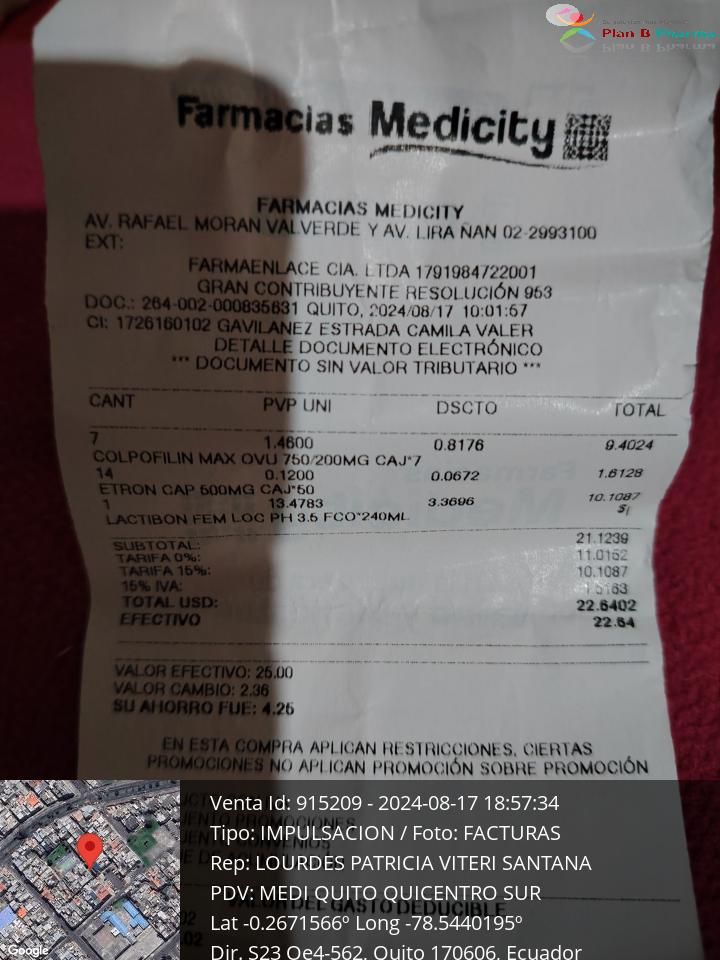 Plan B Pharma
Farmacias Medicity
FARMACIAS MEDICITY
AV. RAFAEL MORAN VALVERDE Y AV. LIRA ÑAN 02-2993100
EXT:
FARMAENLACE CIA. LTDA 1791984722001
GRAN CONTRIBUYENTE RESOLUCIÓN 953
DOC.: 264-002-000835631 QUITO, 2024/08/17 10:01:57
CI: 1726160102 GAVILANEZ ESTRADA CAMILA VALER
DETALLE DOCUMENTO ELECTRÓNICO
*** DOCUMENTO SIN VALOR TRIBUTARIO ***
CANT PVP UNI DSCTO TOTAL
7 1.4600 0.8176 9.4024
COLPOFILIN MAX OVU 750/200MG CAJ*7
14 0.1200 0.0672 1.6128
ETRON CAP 500MG CAJ*50
1 13.4783 3.3696 10.1087
LACTIBON FEM LOC PH 3.5 FCO*240ML
SUBTOTAL: 21.1239
TARIFA 0%: 11.0152
TARIFA 15%: 10.1087
15% IVA: 1.5163
TOTAL USD: 22.6402
EFECTIVO 22.64
VALOR EFECTIVO: 25.00
VALOR CAMBIO: 2.36
SU AHORRO FUE: 4.25
EN ESTA COMPRA APLICAN RESTRICCIONES. CIERTAS
PROMOCIONES NO APLICAN PROMOCIÓN SOBRE PROMOCIÓN
Venta Id: 915209 - 2024-08-17 18:57:34
Tipo: IMPULSACION / Foto: FACTURAS
Rep: LOURDES PATRICIA VITERI SANTANA
PDV: MEDI QUITO QUICENTRO SUR
VALOR DEL GASTO DEDUCIBLE
Lat -0.2671566º Long -78.5440195º
Dir. S23 Oe4-562, Quito 170606, Ecuador
Google